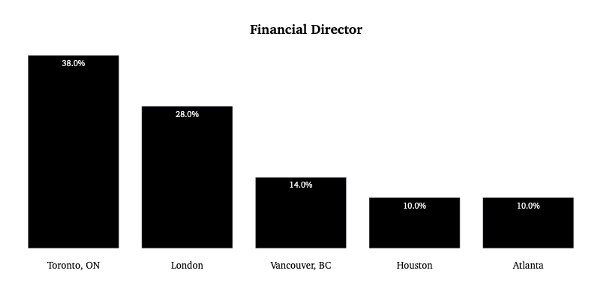 Financial Director
38.0%
28.0%
14.0%
10.0%
10.0%
Toronto, ON
London
Vancouver, BC
Houston
Atlanta